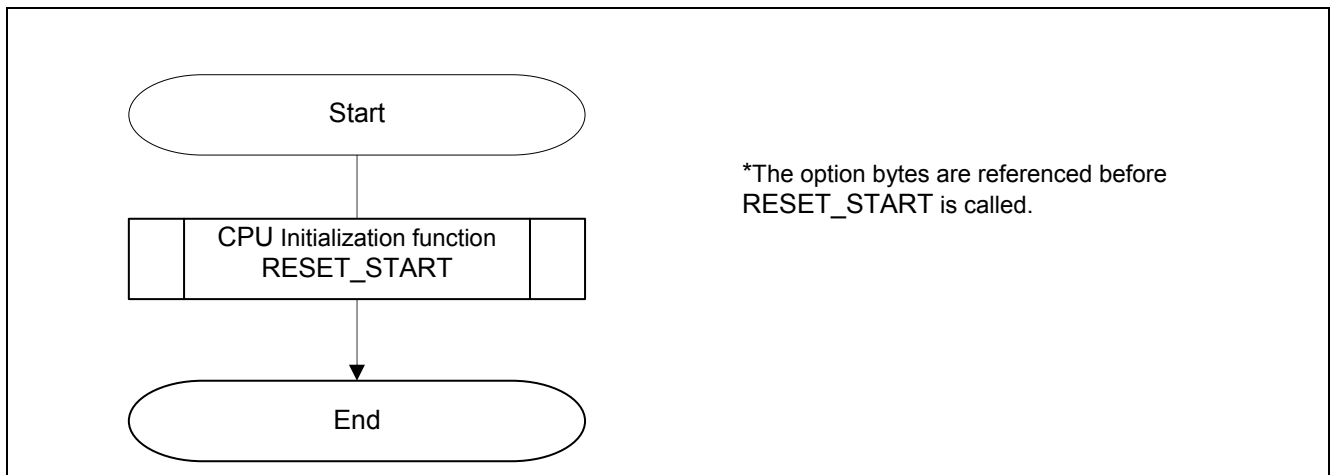 Start
*The option bytes are referenced before
RESET_START is called.
CPU Initialization function
RESET_START
End